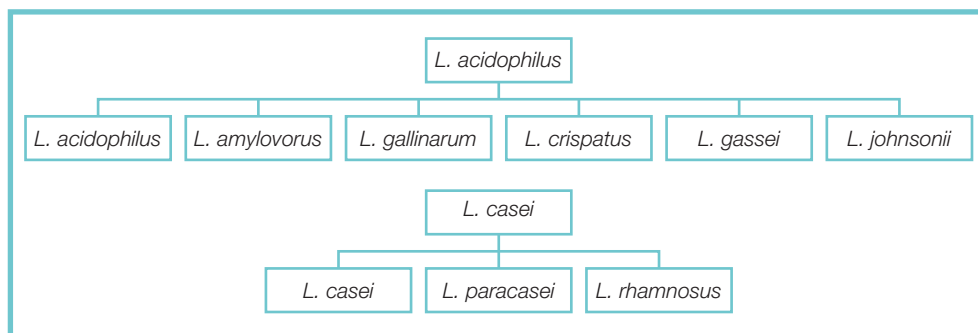 L. acidophilus
L. acidophilus L. amylovorus L. gallinarum L. crispatus L. gassei L. johnsonii
L. casei
L. casei L. paracasei L. rhamnosus